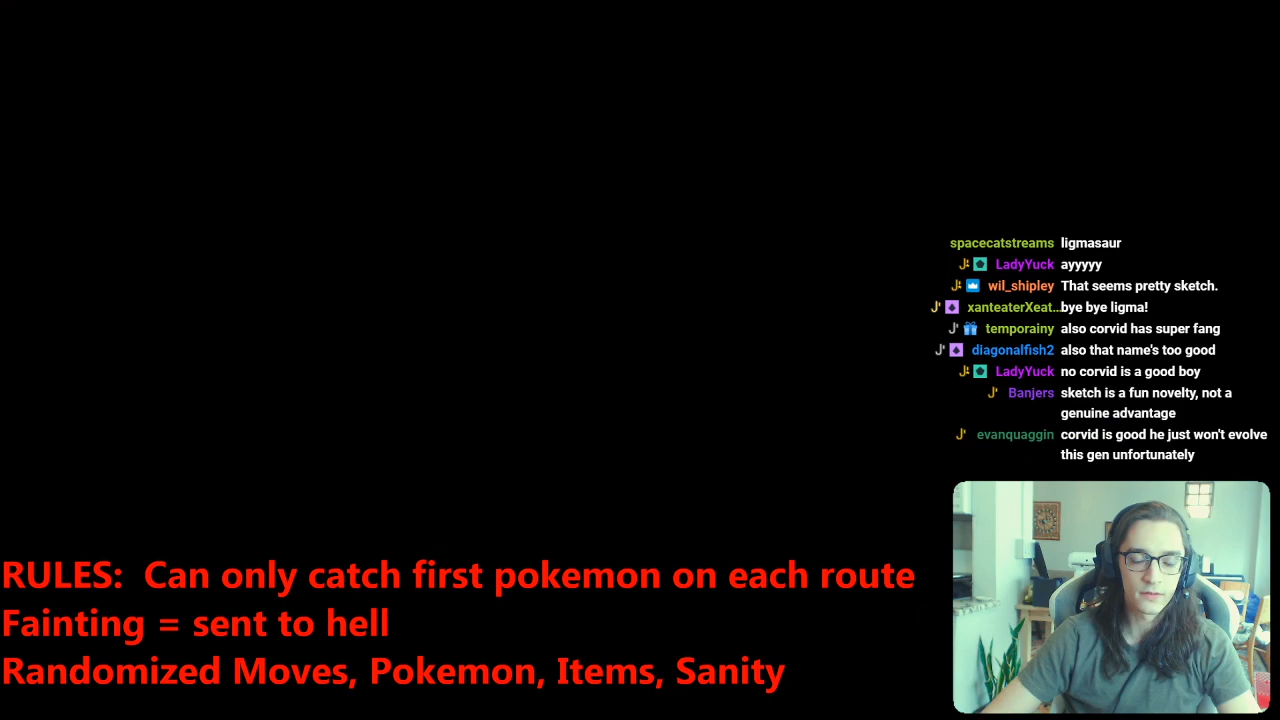 spacecatstreams ligmasaur
LadyYuck ayyyyy
wil_shipley That seems pretty sketch.
xanteaterXeat... bye bye ligma!
temporainy also corvid has super fang
diagonalfish2 also that name's too good
LadyYuck no corvid is a good boy
Banjers sketch is a fun novelty, not a
genuine advantage
evanquaggin corvid is good he just won't evolve
this gen unfortunately
RULES: Can only catch first pokemon on each route
Fainting = sent to hell
Randomized Moves, Pokemon, Items, Sanity